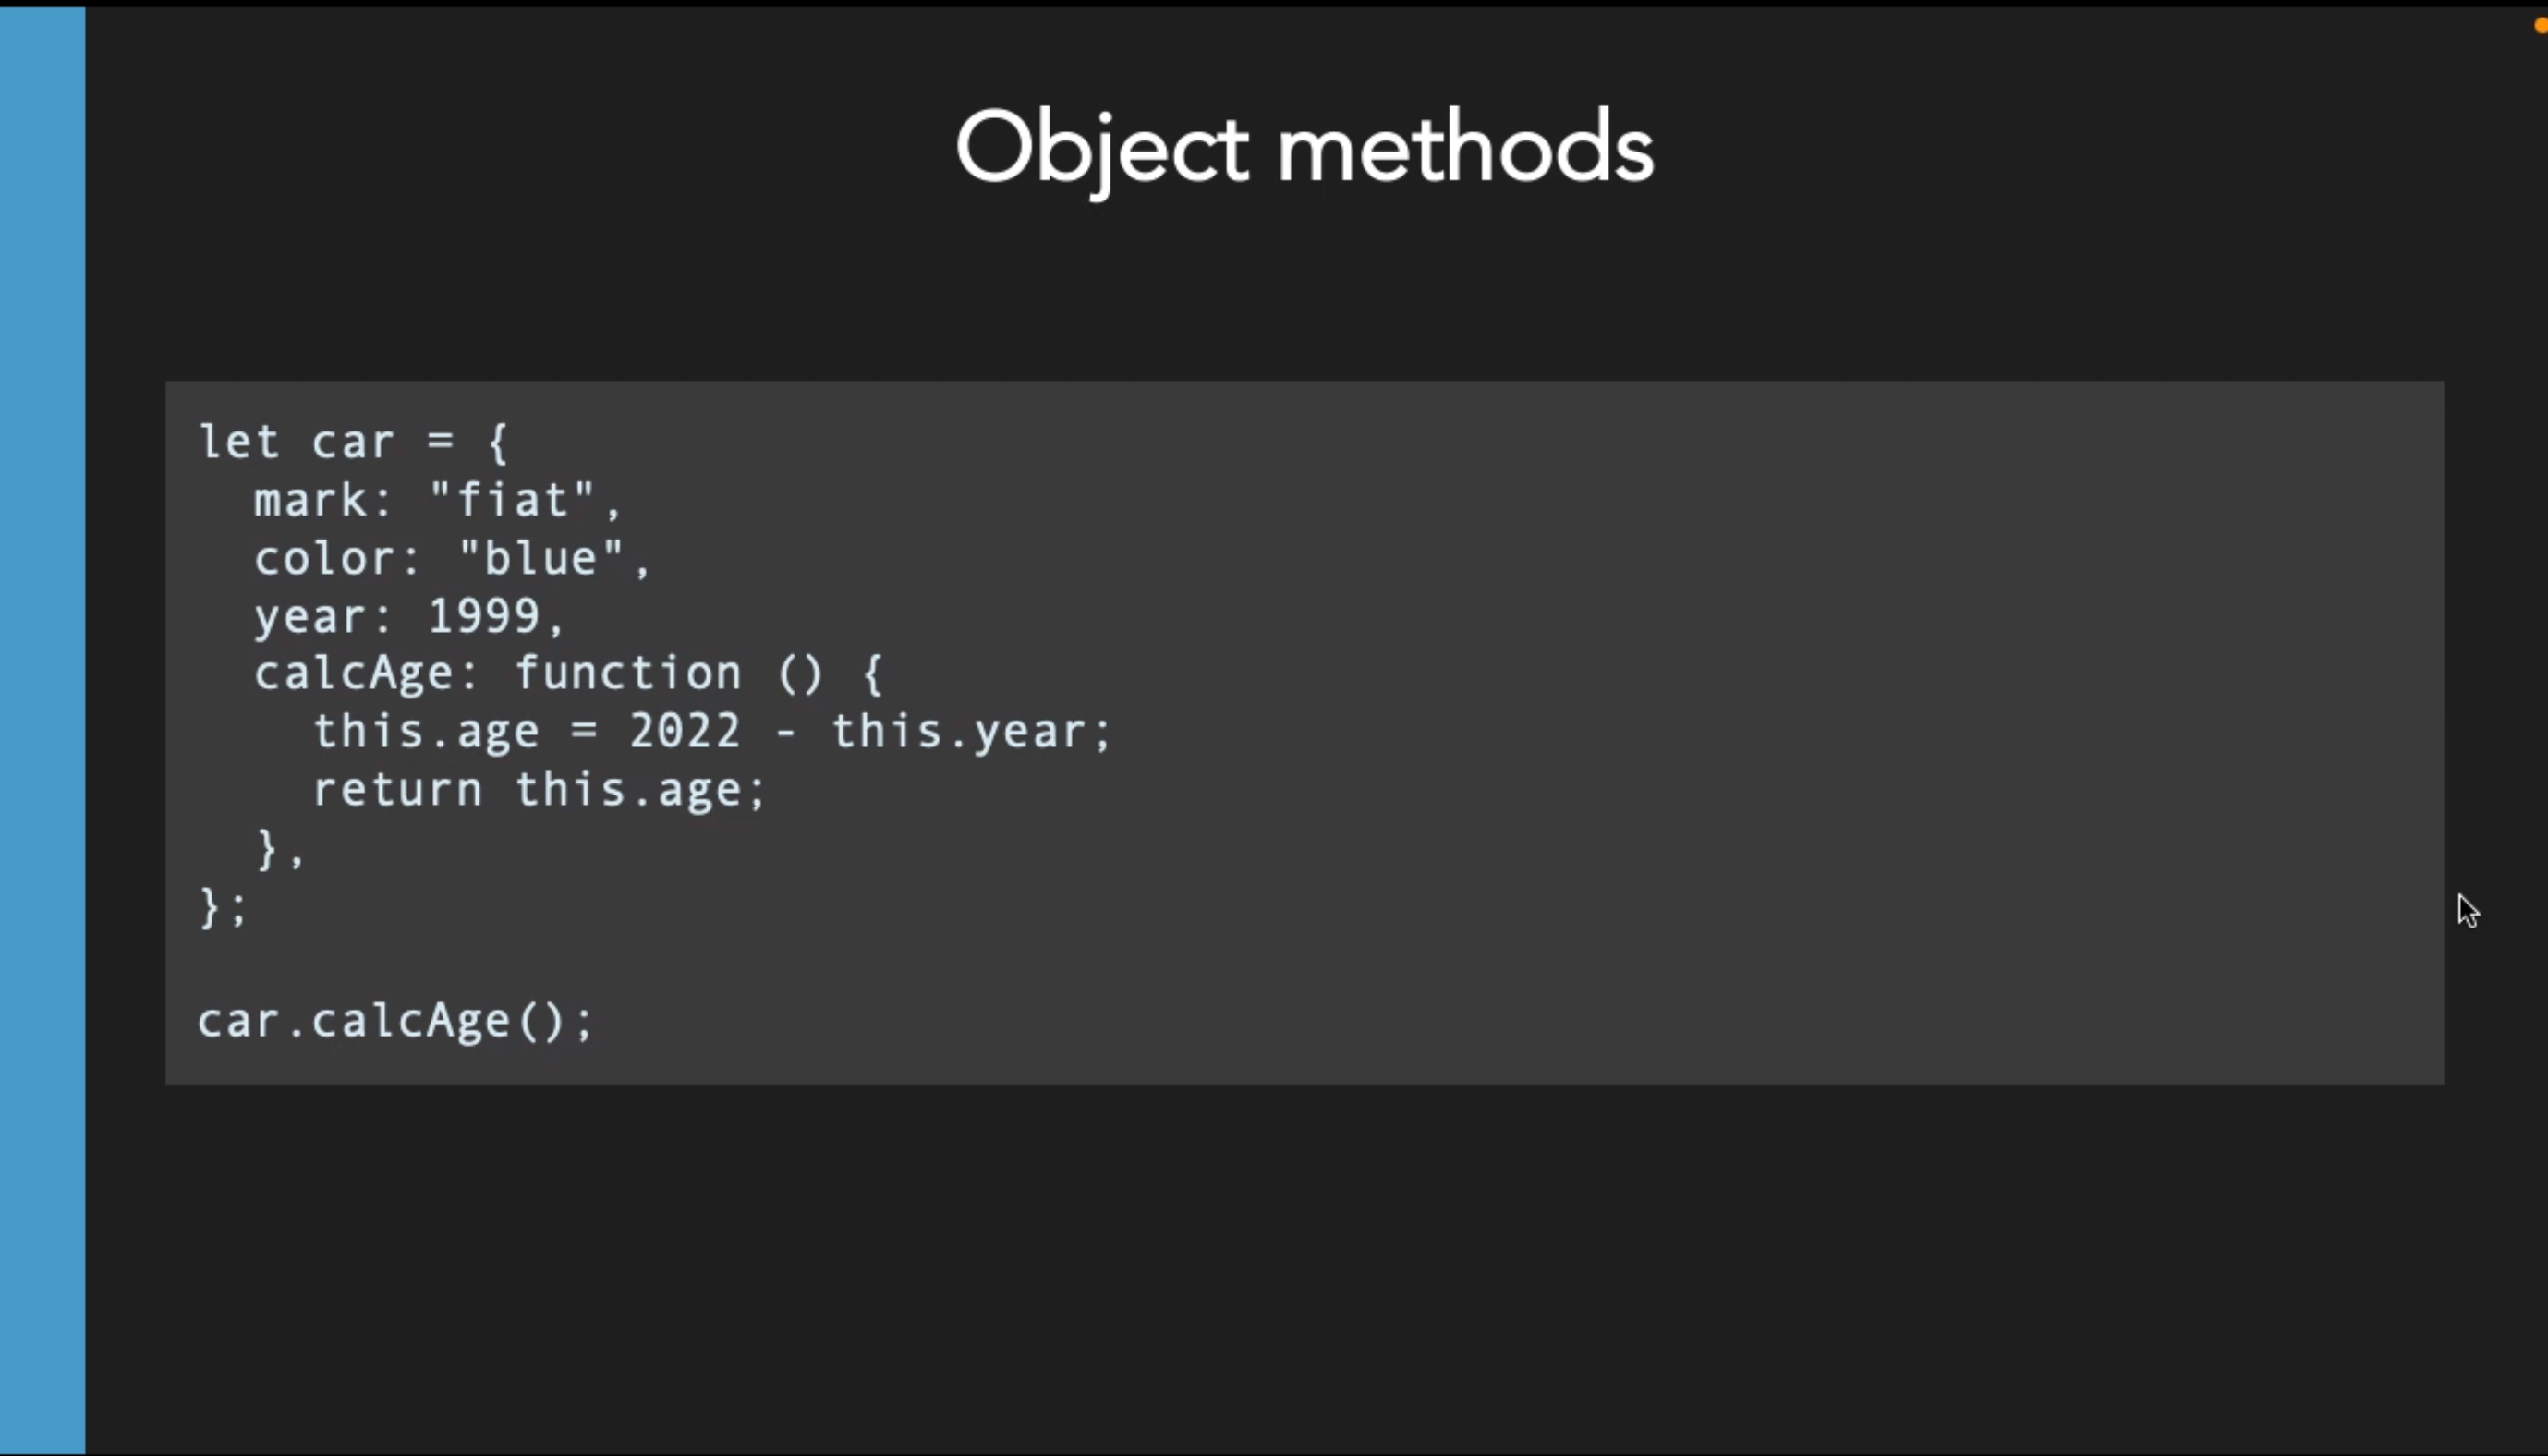 Object methods
let car = {
  mark: "fiat",
  color: "blue",
  year: 1999,
  calcAge: function () {
    this.age = 2022 - this.year;
    return this.age;
  },
};
car.calcAge();